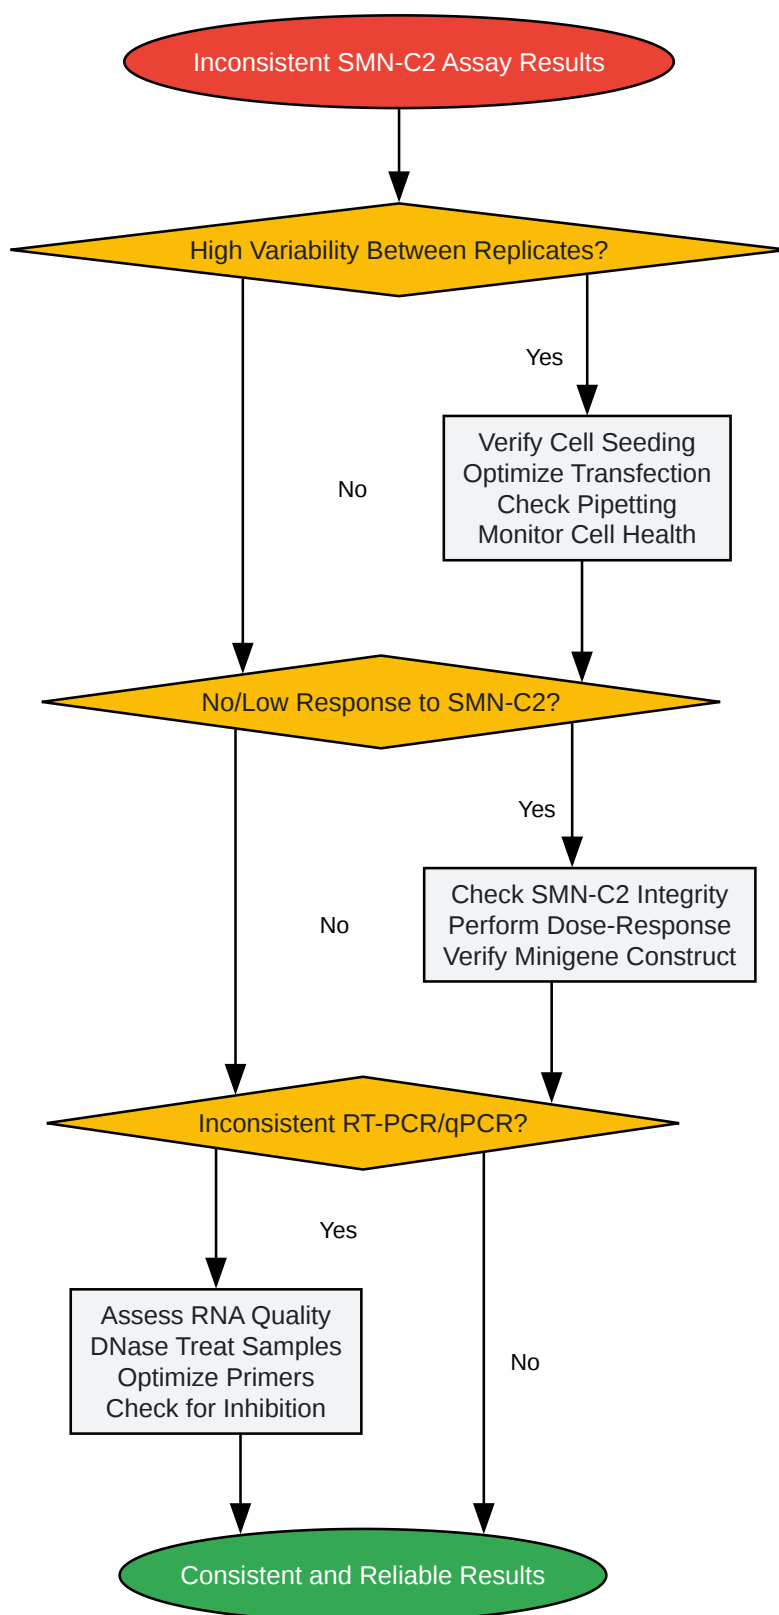 Inconsistent SMN-C2 Assay Results
High Variability Between Replicates?
Yes
Verify Cell Seeding
Optimize Transfection
Check Pipetting
Monitor Cell Health
No
No/Low Response to SMN-C2?
Yes
Check SMN-C2 Integrity
Perform Dose-Response
Verify Minigene Construct
No
Inconsistent RT-PCR/qPCR?
Yes
Assess RNA Quality
DNase Treat Samples
Optimize Primers
Check for Inhibition
No
Consistent and Reliable Results